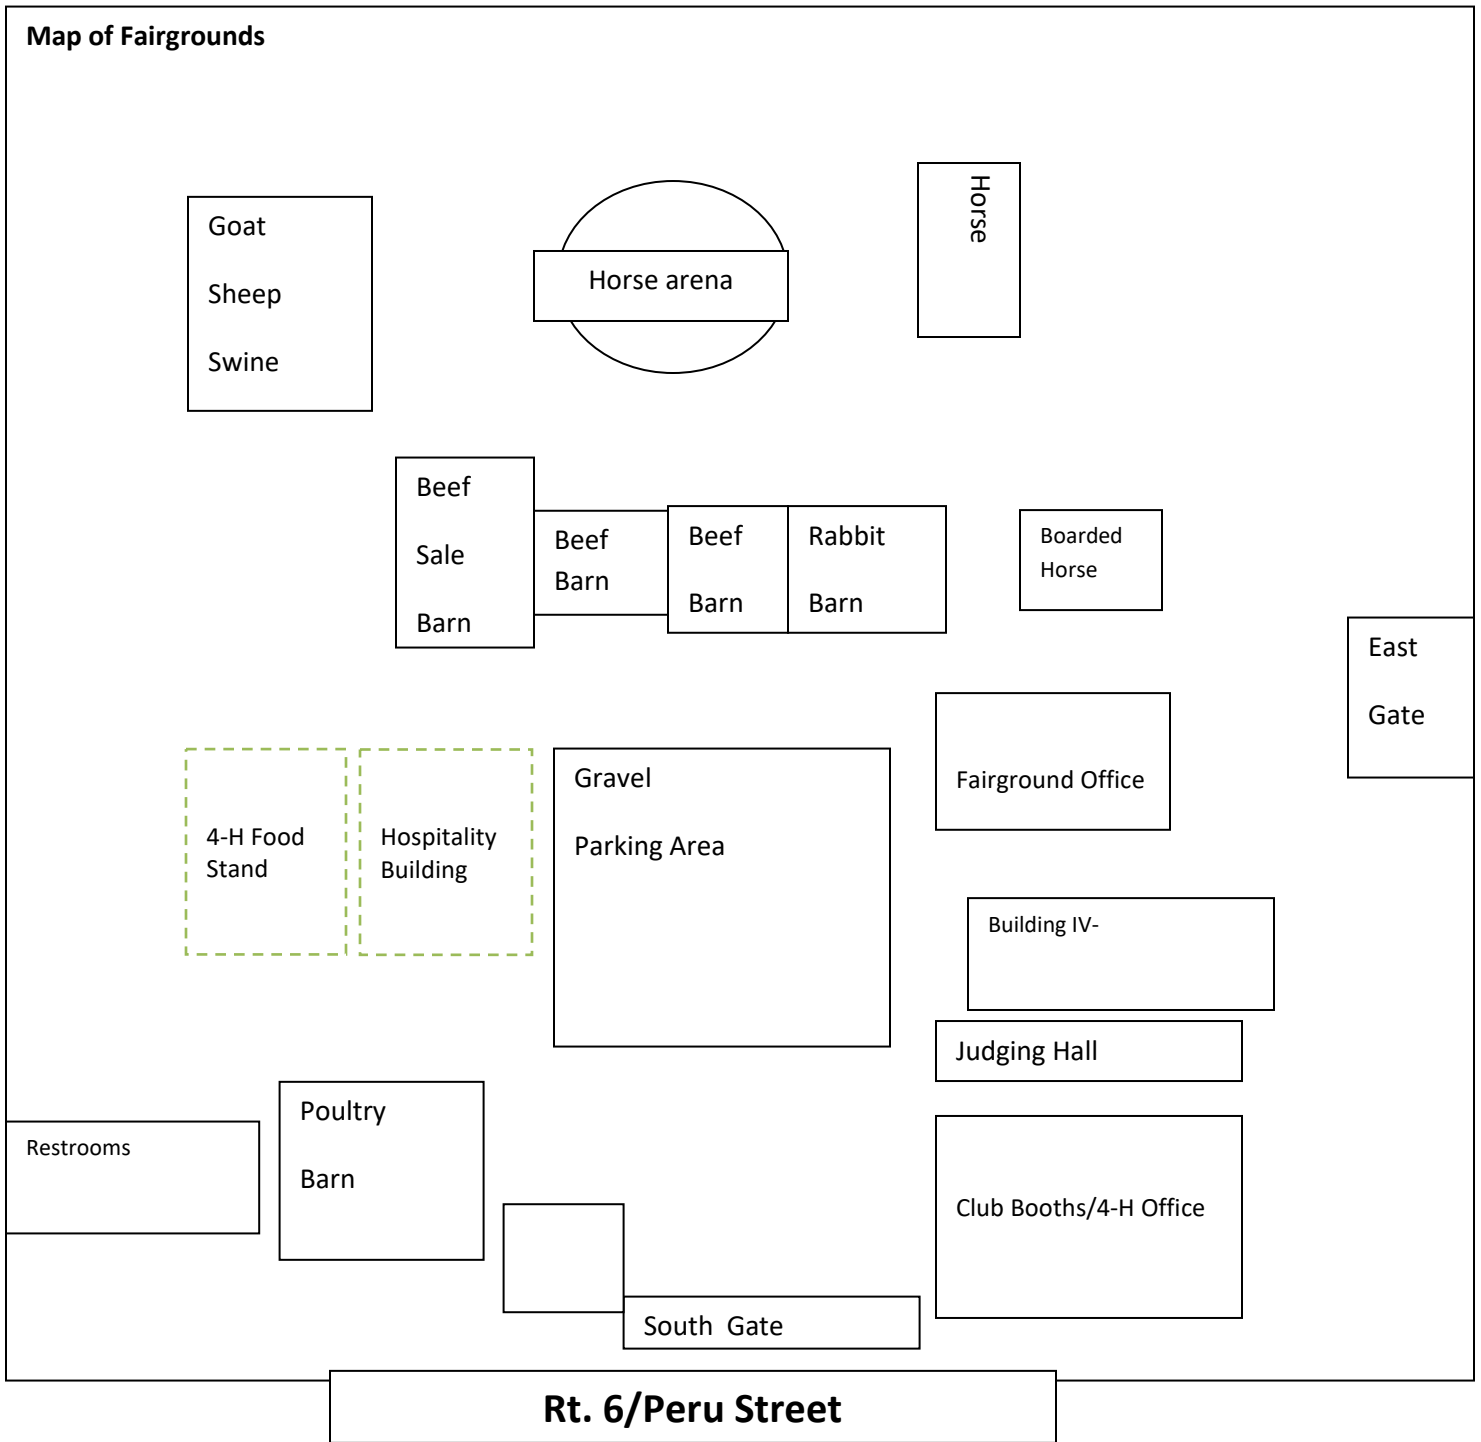 Map of Fairgrounds
Goat
Sheep
Swine
Horse arena
Horse
Beef
Sale
Barn
Beef
Barn
Beef
Barn
Rabbit
Barn
Boarded
Horse
East
Gate
4-H Food
Stand
Hospitality
Building
Gravel
Parking Area
Fairground Office
Building IV-
Judging Hall
Restrooms
Poultry
Barn
Club Booths/4-H Office
South  Gate
Rt. 6/Peru Street